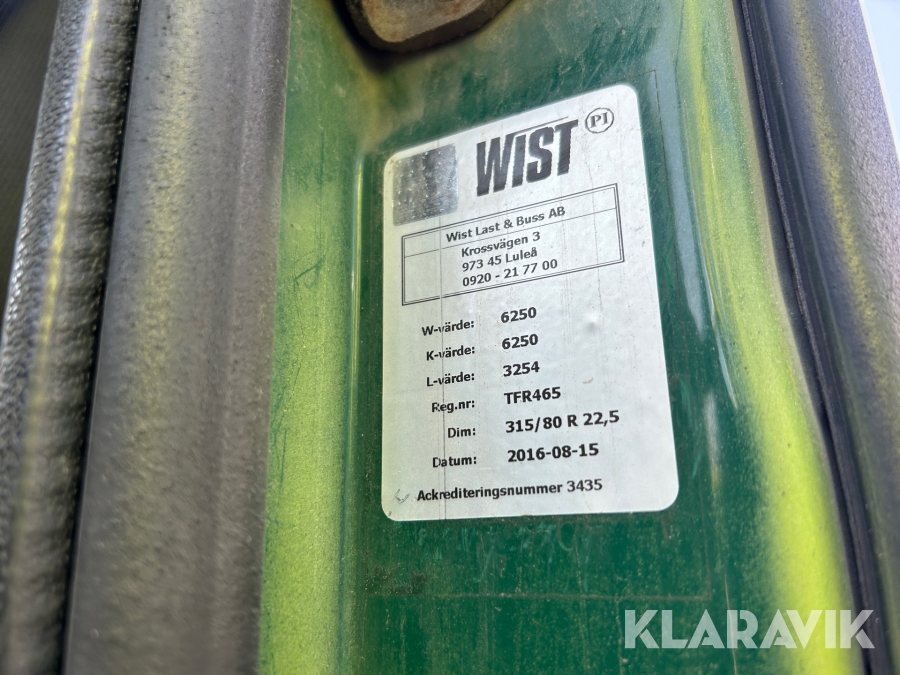 WIST PI
Wist Last & Buss AB
Krossvägen 3
973 45 Luleå
0920 - 21 77 00
W-värde: 6250
K-värde: 6250
L-värde: 3254
Reg.nr: TFR465
Dim: 315/80 R 22,5
Datum: 2016-08-15
Ackrediteringsnummer 3435
KLARAVIK